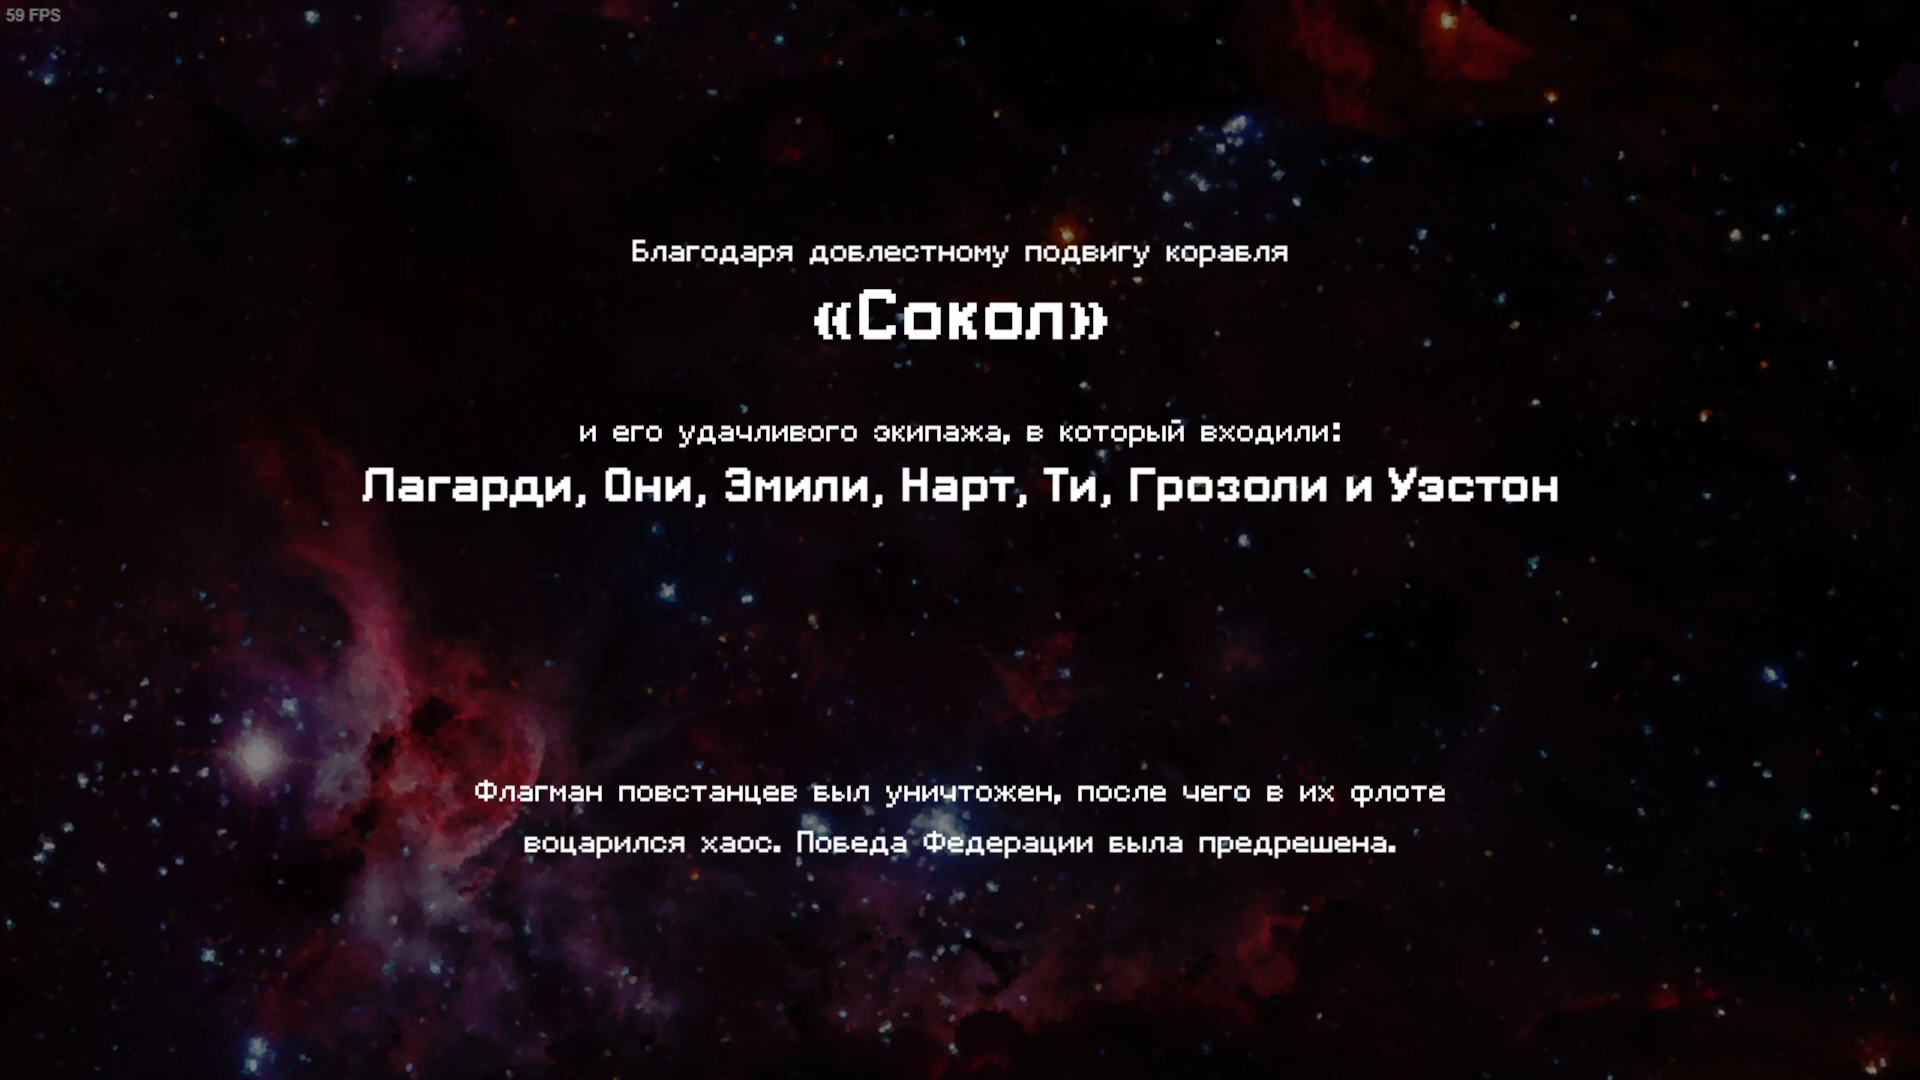 59 FPS
Благодаря доблестному подвигу корабля
«Сокол»
и его удачливого экипажа, в который входили:
Лагарди, Они, Эмили, Нарт, Ти, Грозоли и Уэстон
Флагман повстанцев был уничтожен, после чего в их флоте
воцарился хаос. Победа Федерации была предрешена.